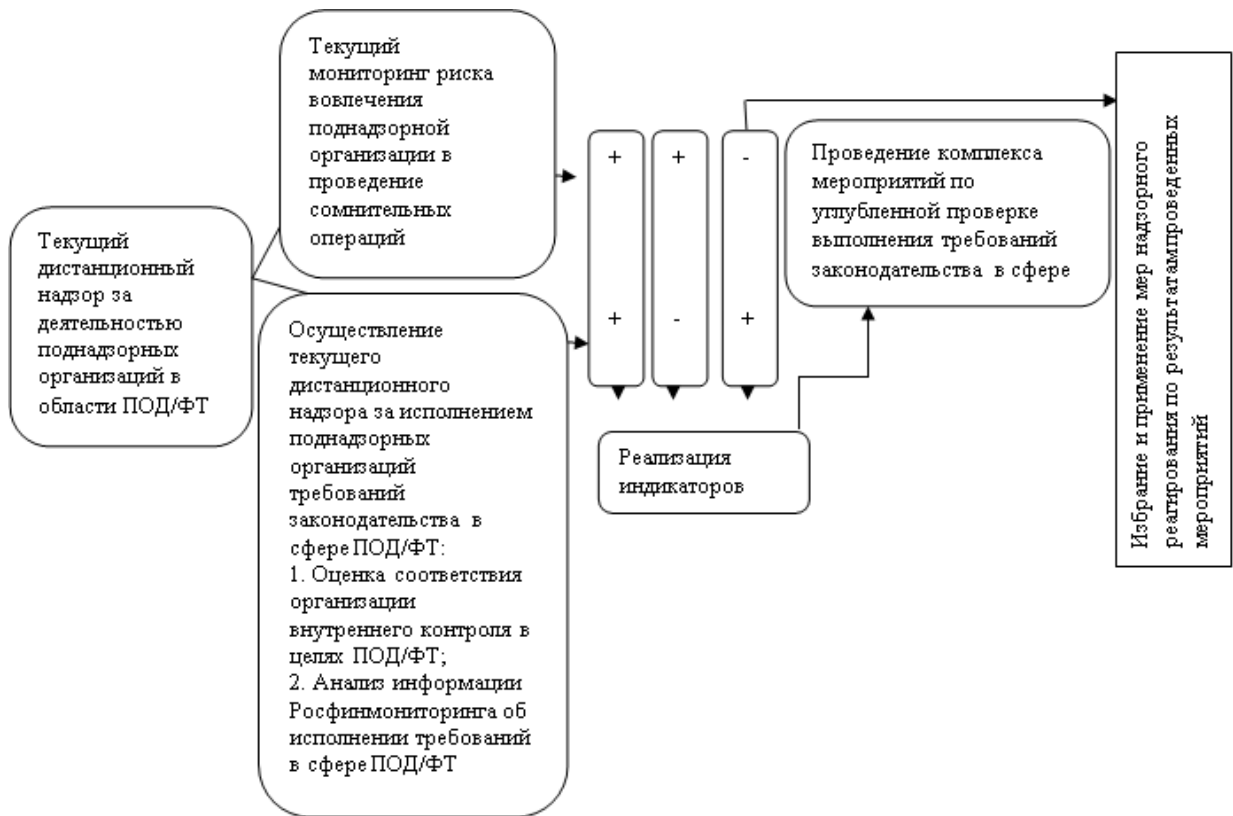 Текущий
дистанционный
надзор за
деятельностью
поднадзорных
организаций в
области ПОД/ФТ
Текущий
мониторинг риска
вовлечения
поднадзорной
организации в
проведение
сомнительных
операций
Осуществление
текущего
дистанционного
надзора за исполнением
поднадзорных
организаций
требований
законодательства в
сфере ПОД/ФТ:
1. Оценка соответствия
организации
внутреннего контроля в
целях ПОД/ФТ;
2. Анализ информации
Росфинмониторинга об
исполнении требований
в сфере ПОД/ФТ
+ + -
+ - +
Реализация
индикаторов
Проведение комплекса
мероприятий по
углубленной проверке
выполнения требований
законодательства в сфере
Избрание и применение мер надзорного
реагирования по результатампроведенных
мероприятий